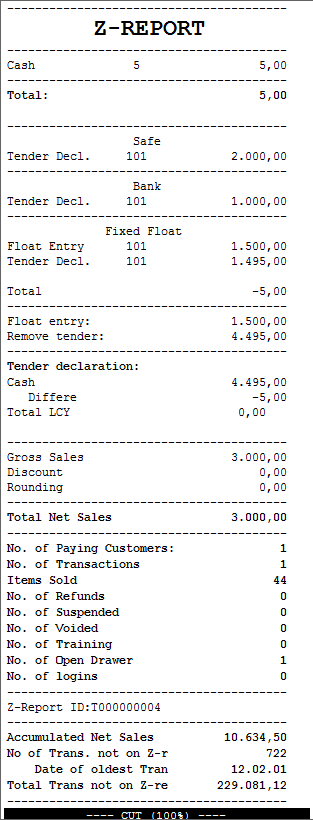 Z-REPORT
Cash 5 5,00
Total: 5,00
Safe
Tender Decl. 101 2.000,00
Bank
Tender Decl. 101 1.000,00
Fixed Float
Float Entry 101 1.500,00
Tender Decl. 101 1.495,00
Total -5,00
Float entry: 1.500,00
Remove tender: 4.495,00
Tender declaration:
Cash 4.495,00
Differe -5,00
Total LCY 0,00
Gross Sales 3.000,00
Discount 0,00
Rounding 0,00
Total Net Sales 3.000,00
No. of Paying Customers: 1
No. of Transactions 1
Items Sold 44
No. of Refunds 0
No. of Suspended 0
No. of Voided 0
No. of Training 0
No. of Open Drawer 1
No. of logins 0
Z-Report ID:T000000004
Accumulated Net Sales 10.634,50
No of Trans. not on Z-r 722
Date of oldest Tran 12.02.01
Total Trans not on Z-re 229.081,12
---- CUT (100%) ----